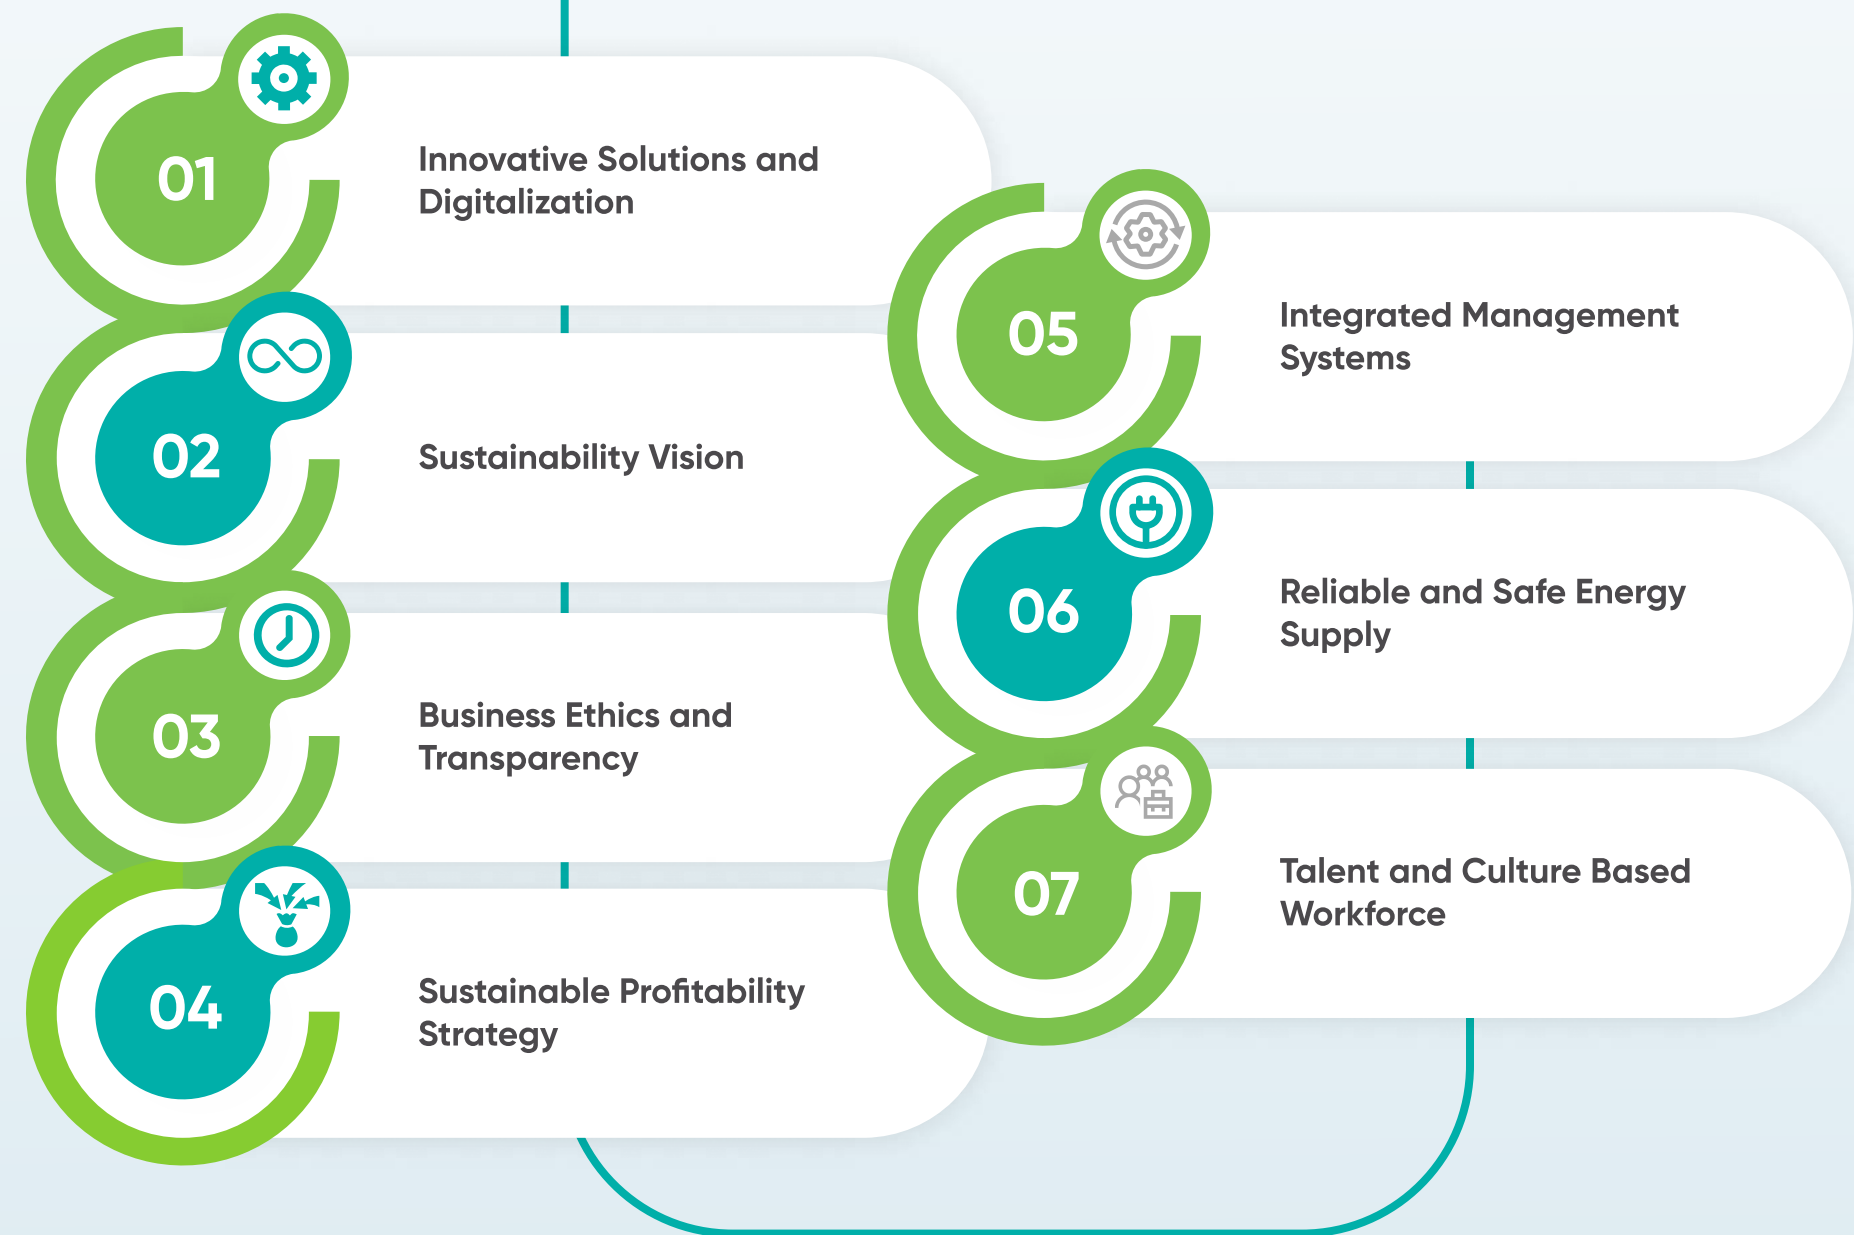 01
Innovative Solutions and
Digitalization
02
Sustainability Vision
03
Business Ethics and
Transparency
04
Sustainable Profitability
Strategy
05
Integrated Management
Systems
06
Reliable and Safe Energy
Supply
07
Talent and Culture Based
Workforce